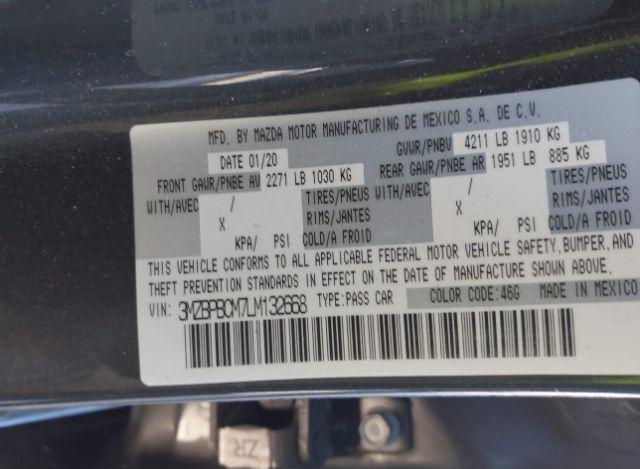 MFD. BY MAZDA MOTOR MANUFACTURING DE MEXICO S.A. DE C.V.
DATE 01/20 GVWR/PNBV 4211 LB 1910 KG
FRONT GAWR/PNBE AV 2271 LB 1030 KG REAR GAWR/PNBE AR 1951 LB 885 KG
WITH/AVEC / TIRES/PNEUS WITH/AVEC / TIRES/PNEUS
X RIMS/JANTES X RIMS/JANTES
KPA/ PSI COLD/A FROID KPA/ PSI COLD/A FROID
THIS VEHICLE CONFORMS TO ALL APPLICABLE FEDERAL MOTOR VEHICLE SAFETY, BUMPER, AND
THEFT PREVENTION STANDARDS IN EFFECT ON THE DATE OF MANUFACTURE SHOWN ABOVE.
VIN: 3MZBPBCM7LM132668 TYPE: PASS CAR COLOR CODE: 46G MADE IN MEXICO
ZR